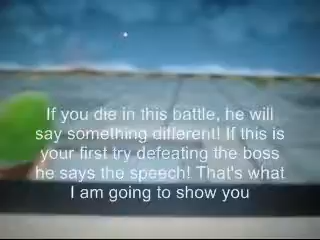 If you die in this battle, he will
say something different! If this is
your first try defeating the boss
he says the speech! That's what
I am going to show you